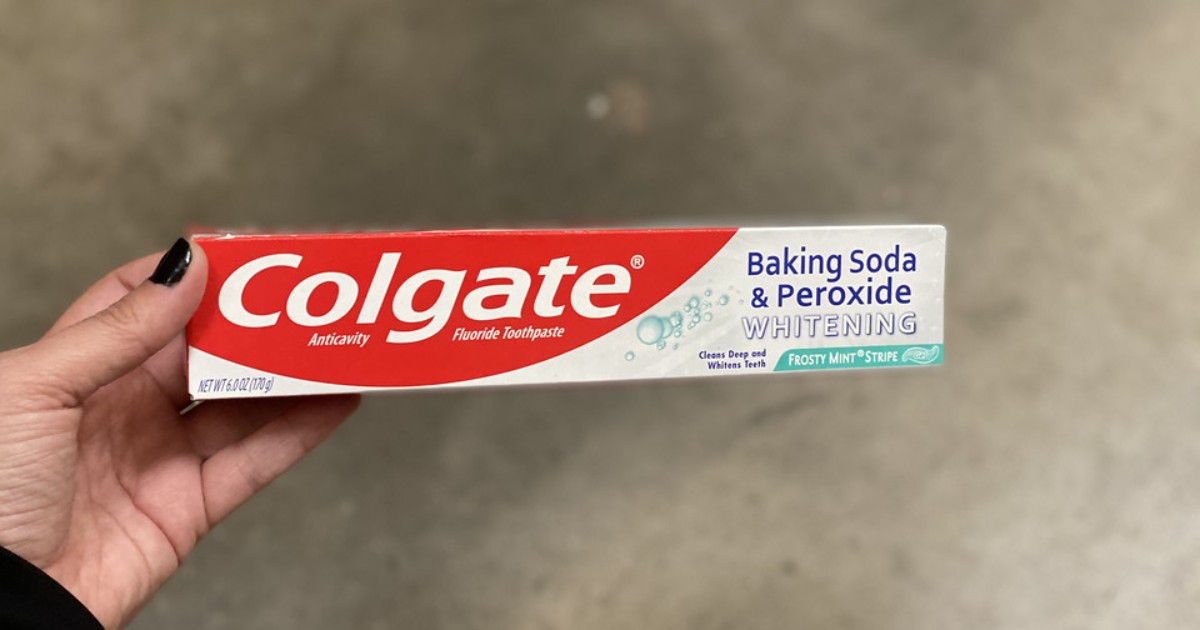 Colgate®
Anticavity Fluoride Toothpaste
NET WT 6.0 OZ (170 g)
Baking Soda
& Peroxide
WHITENING
Cleans Deep and
Whitens Teeth
FROSTY MINT® STRIPE